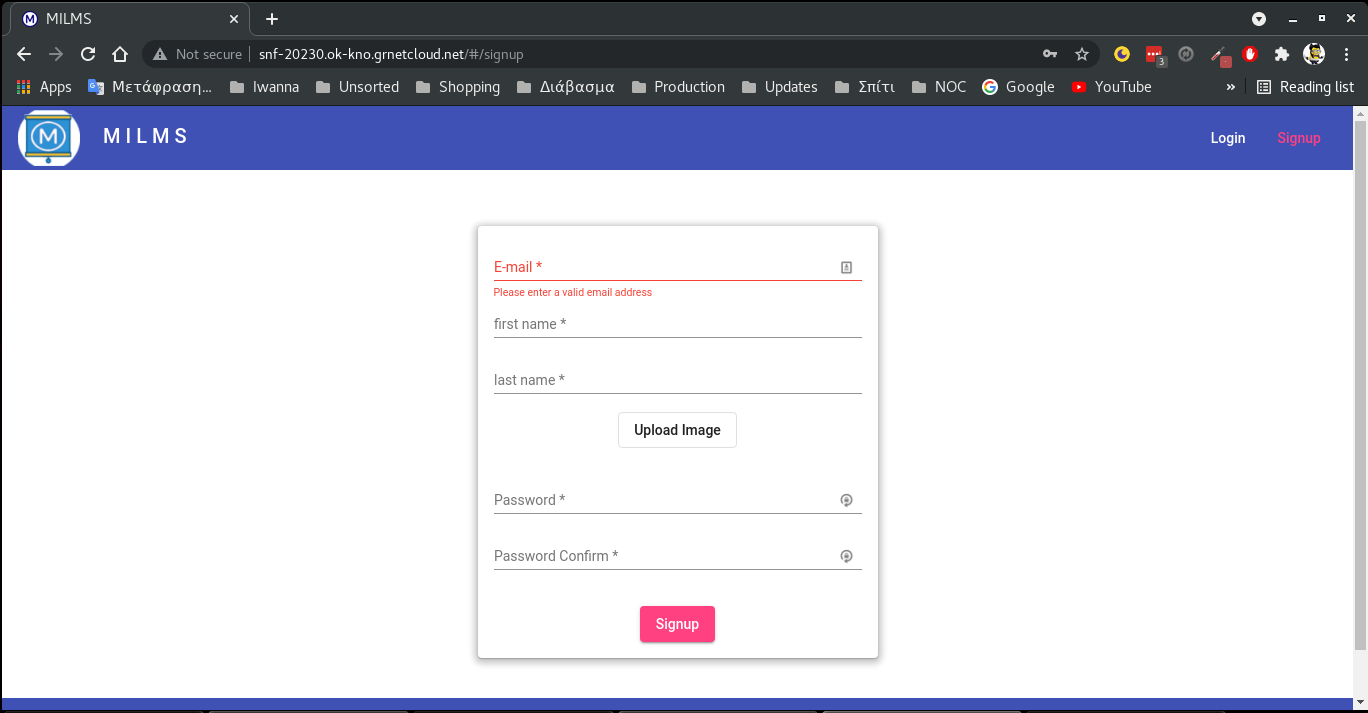 MILMS
Not secure snf-20230.ok-kno.grnetcloud.net/#/signup
3
Apps Μετάφραση... Iwanna Unsorted Shopping Διάβασμα Production Updates Σπίτι NOC Google YouTube » Reading list
M MILMS Login Signup
E-mail *
Please enter a valid email address
first name *
last name *
Upload Image
Password *
Password Confirm *
Signup